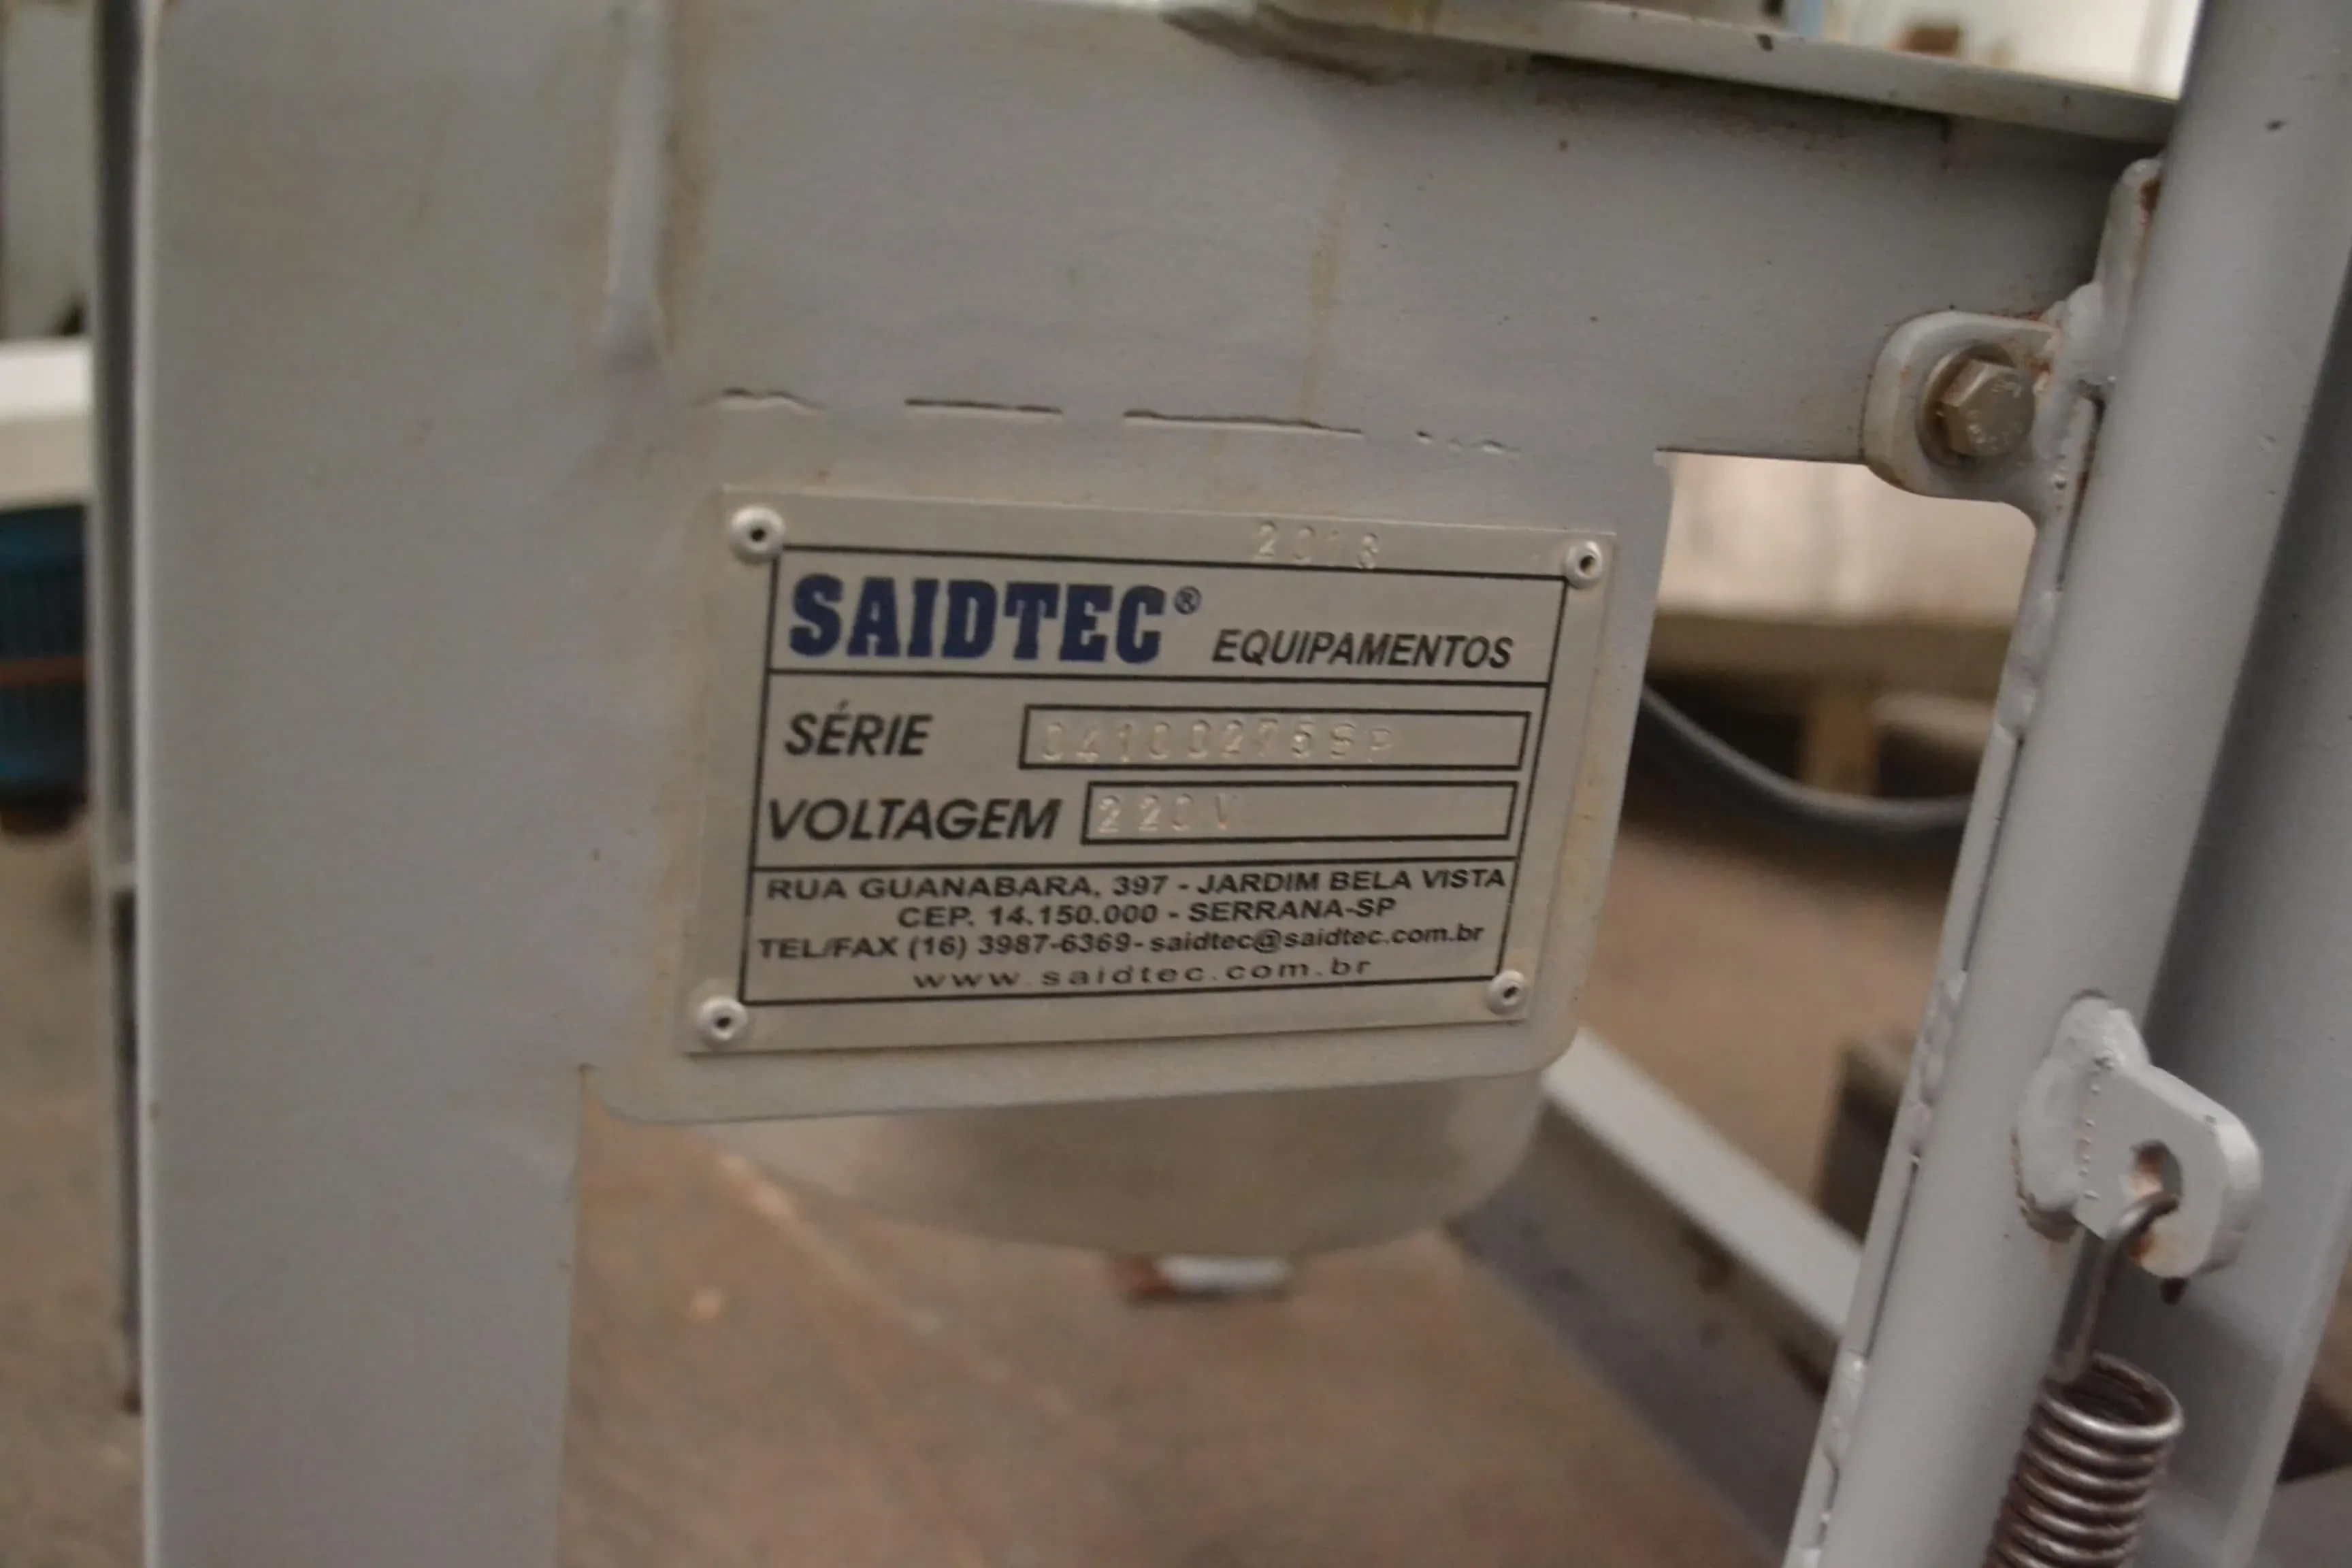 2018
SAIDTEC® EQUIPAMENTOS
SÉRIE
VOLTAGEM 220V
RUA GUANABARA, 397 - JARDIM BELA VISTA
CEP. 14.150.000 - SERRANA-SP
TEL/FAX (16) 3987-6369- saidtec@saidtec.com.br
www.saidtec.com.br